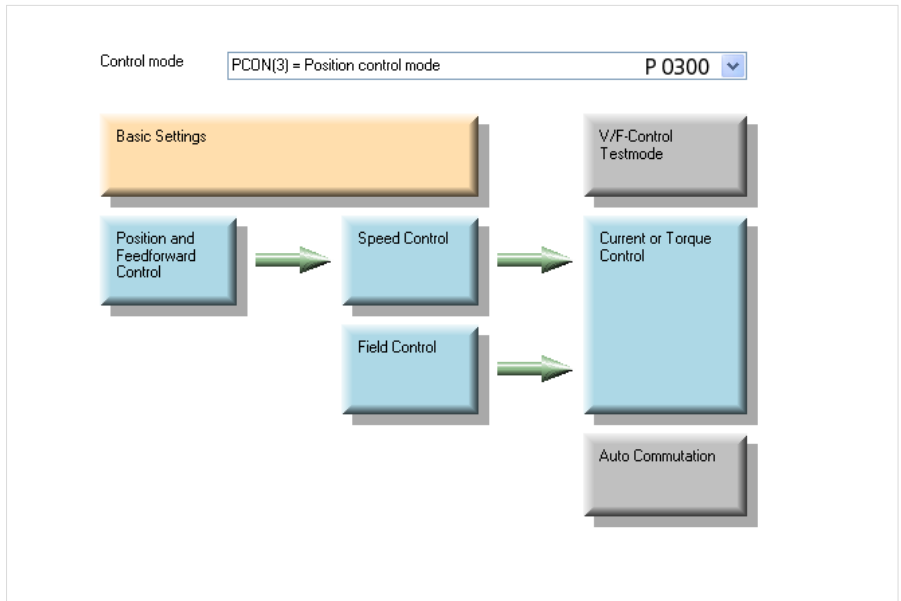 Control mode
PCON(3) = Position control mode P 0300
Basic Settings
V/F-Control
Testmode
Position and
Feedforward
Control
Speed Control
Current or Torque
Control
Field Control
Auto Commutation